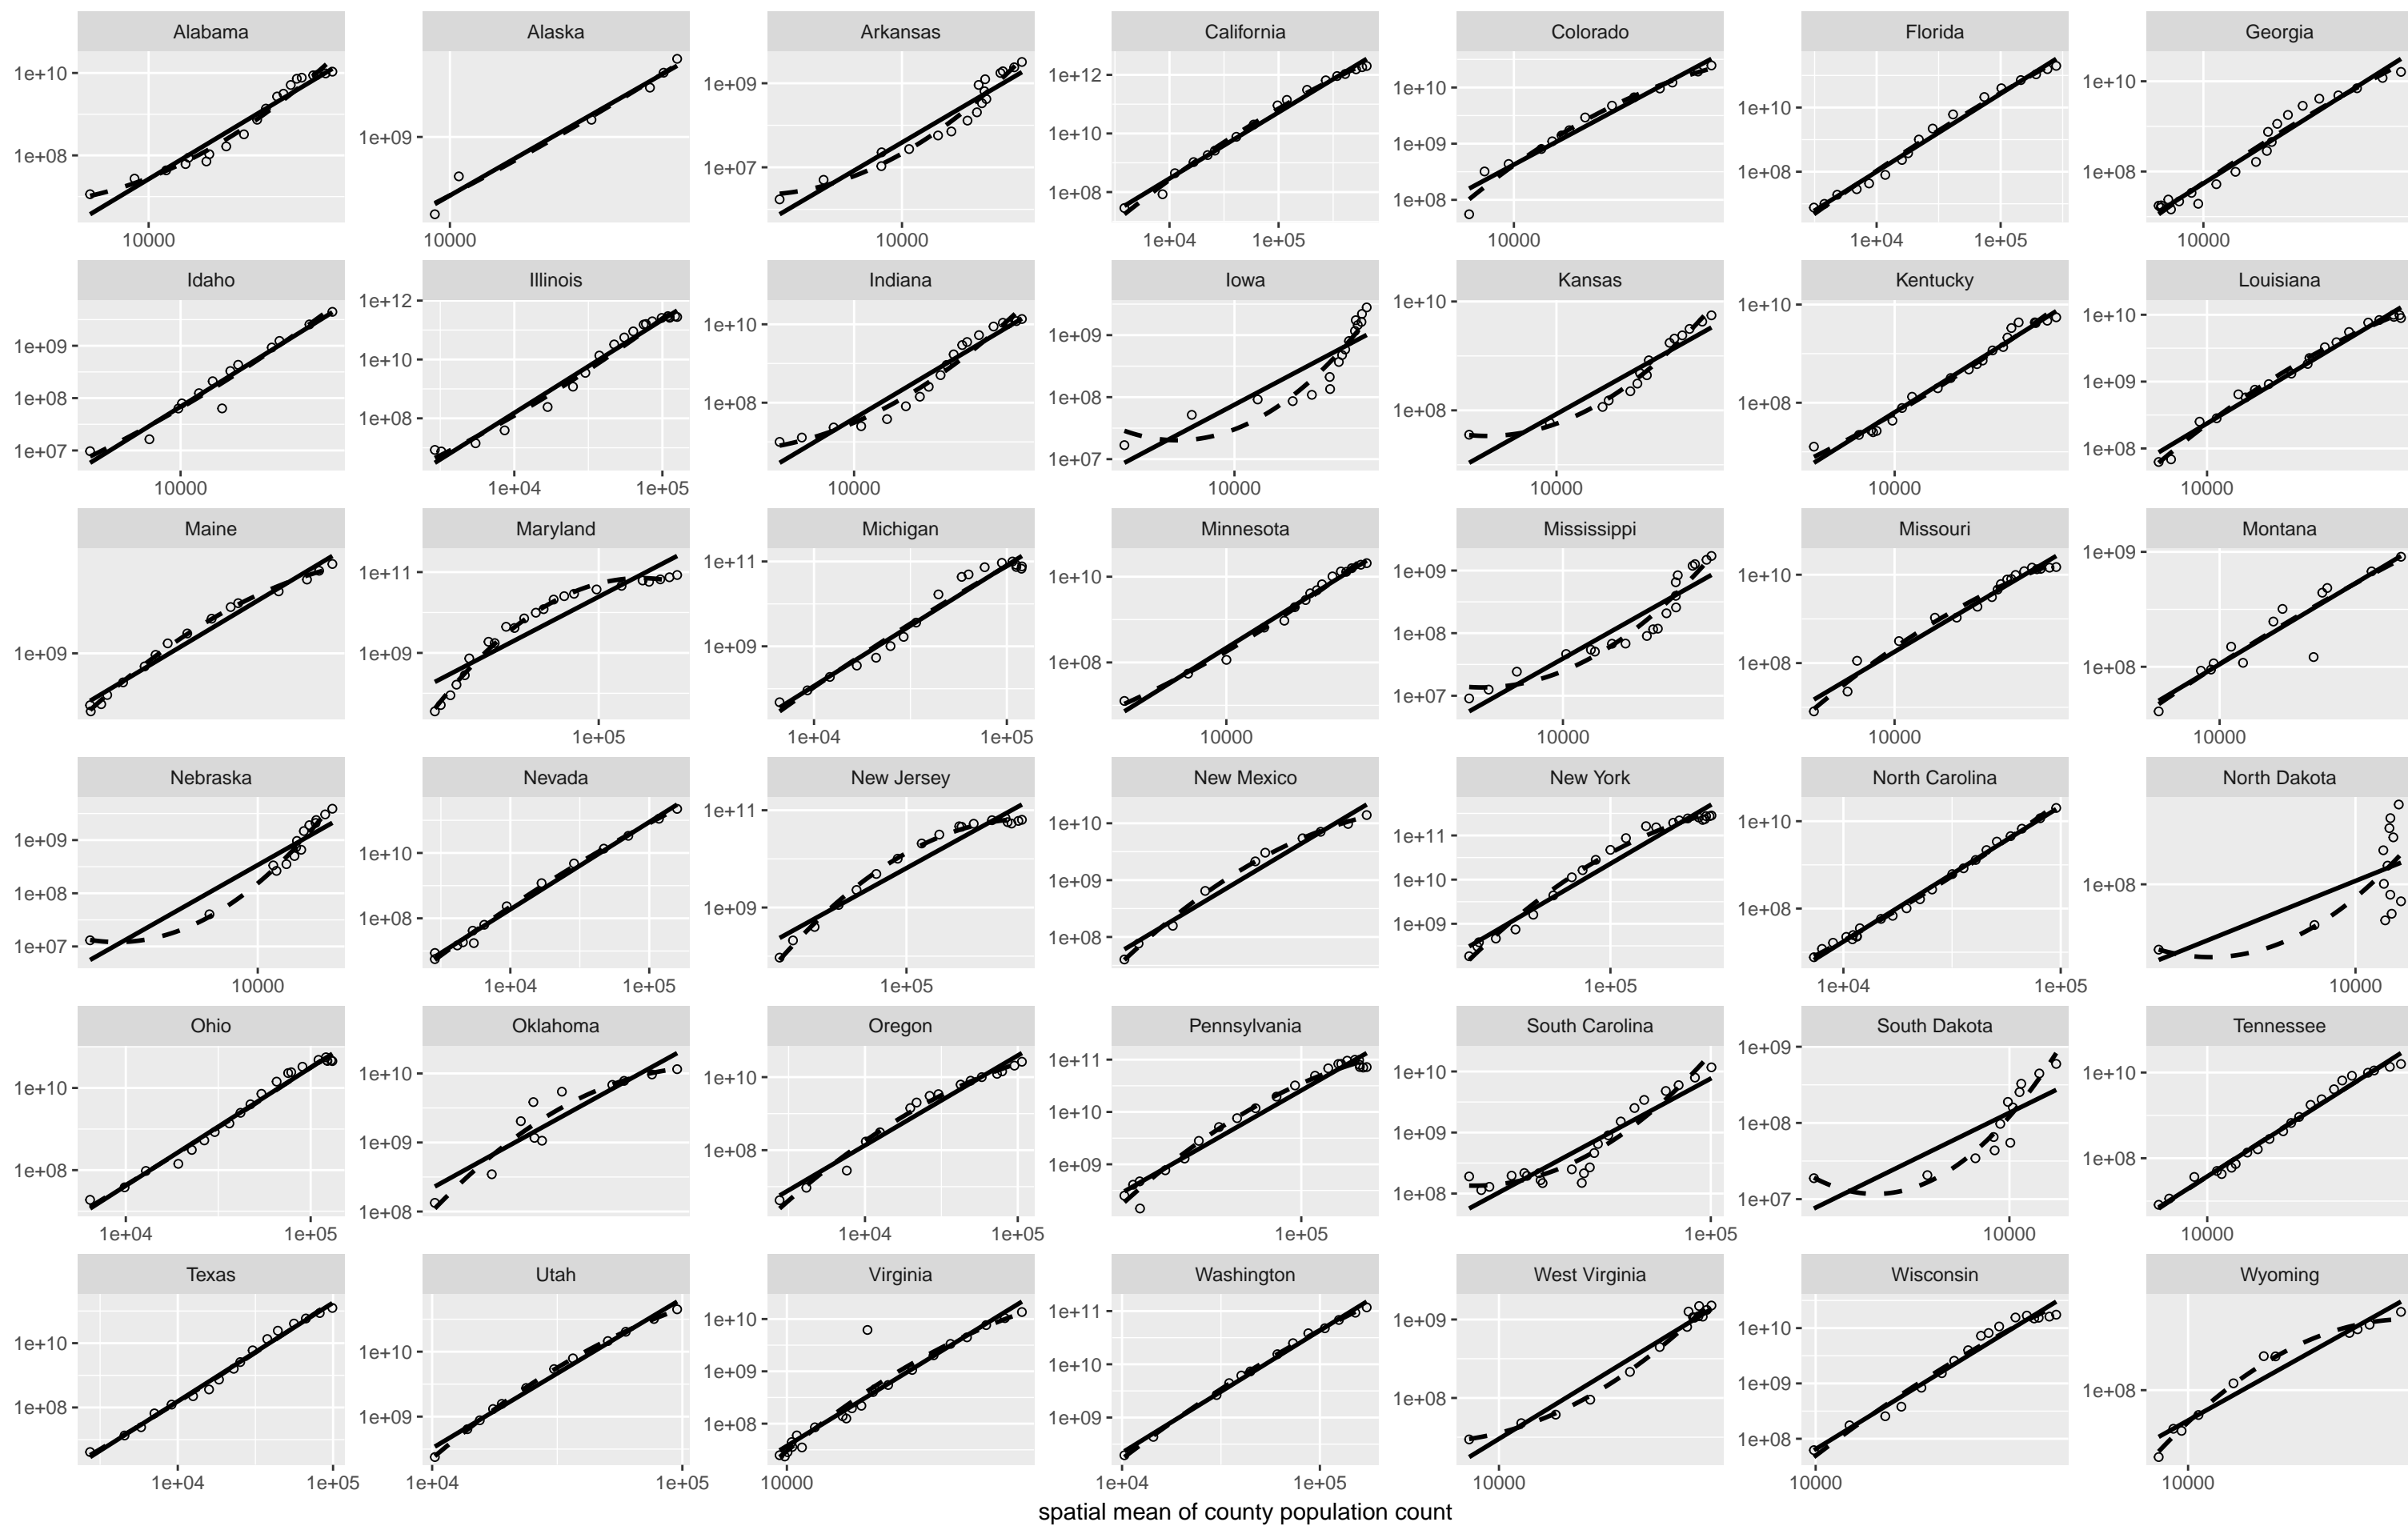 Alabama Alaska Arkansas California Colorado Florida Georgia
1e+10
1e+08
10000
1e+09
10000
1e+09
1e+07
10000
1e+12
1e+10
1e+08
1e+04 1e+05
1e+10
1e+09
1e+08
10000
1e+10
1e+08
1e+04 1e+05
1e+10
1e+08
10000
Idaho Illinois Indiana Iowa Kansas Kentucky Louisiana
1e+09
1e+08
1e+07
10000
1e+12
1e+10
1e+08
1e+04 1e+05
1e+10
1e+08
10000
1e+09
1e+08
1e+07
10000
1e+10
1e+08
10000
1e+10
1e+08
10000
1e+10
1e+09
1e+08
10000
Maine Maryland Michigan Minnesota Mississippi Missouri Montana
1e+09
1e+11
1e+09
1e+05
1e+11
1e+09
1e+04 1e+05
1e+10
1e+08
10000
1e+09
1e+08
1e+07
10000
1e+10
1e+08
10000
1e+09
1e+08
10000
Nebraska Nevada New Jersey New Mexico New York North Carolina North Dakota
1e+09
1e+08
1e+07
10000
1e+10
1e+08
1e+04 1e+05
1e+11
1e+09
1e+05
1e+10
1e+09
1e+08
1e+11
1e+10
1e+09
1e+05
1e+10
1e+08
1e+04 1e+05
1e+08
10000
Ohio Oklahoma Oregon Pennsylvania South Carolina South Dakota Tennessee
1e+10
1e+08
1e+04 1e+05
1e+10
1e+09
1e+08
1e+10
1e+08
1e+04 1e+05
1e+11
1e+10
1e+09
1e+05
1e+10
1e+09
1e+08
1e+05
1e+09
1e+08
1e+07
10000
1e+10
1e+08
10000
Texas Utah Virginia Washington West Virginia Wisconsin Wyoming
1e+10
1e+08
1e+04 1e+05
1e+10
1e+09
1e+04 1e+05
1e+10
1e+09
1e+08
10000
1e+11
1e+10
1e+09
1e+04 1e+05
1e+09
1e+08
10000
1e+10
1e+09
1e+08
10000
1e+08
10000
spatial mean of county population count